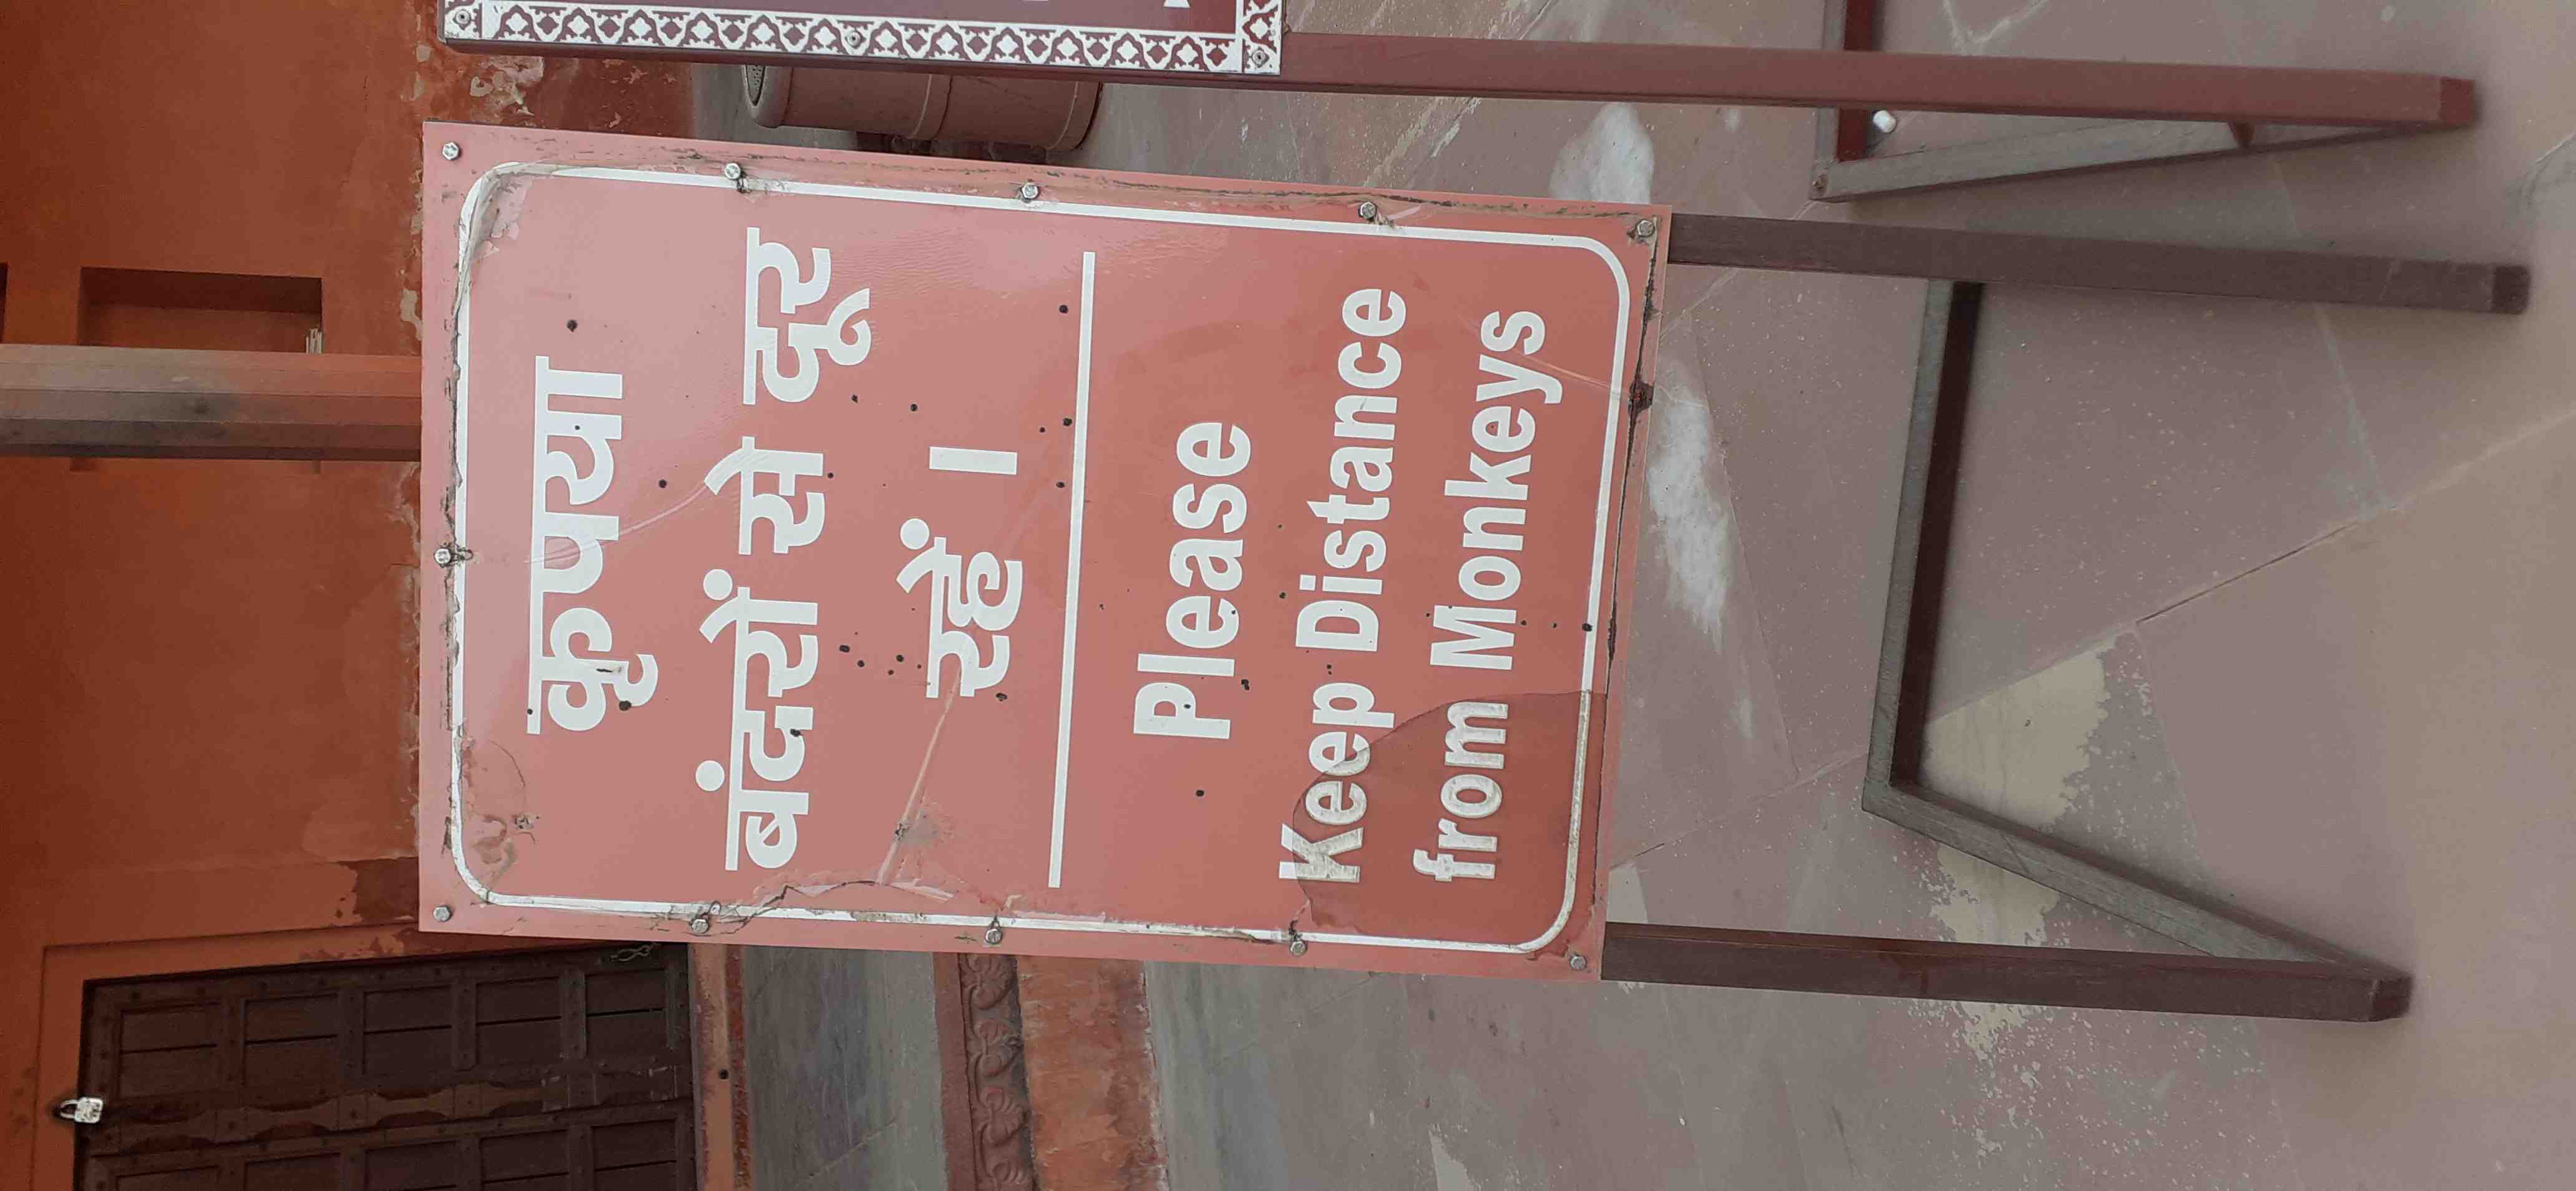 कृपया
बंदरों से दूर
रहें ।
Please
Keep Distance
from Monkeys